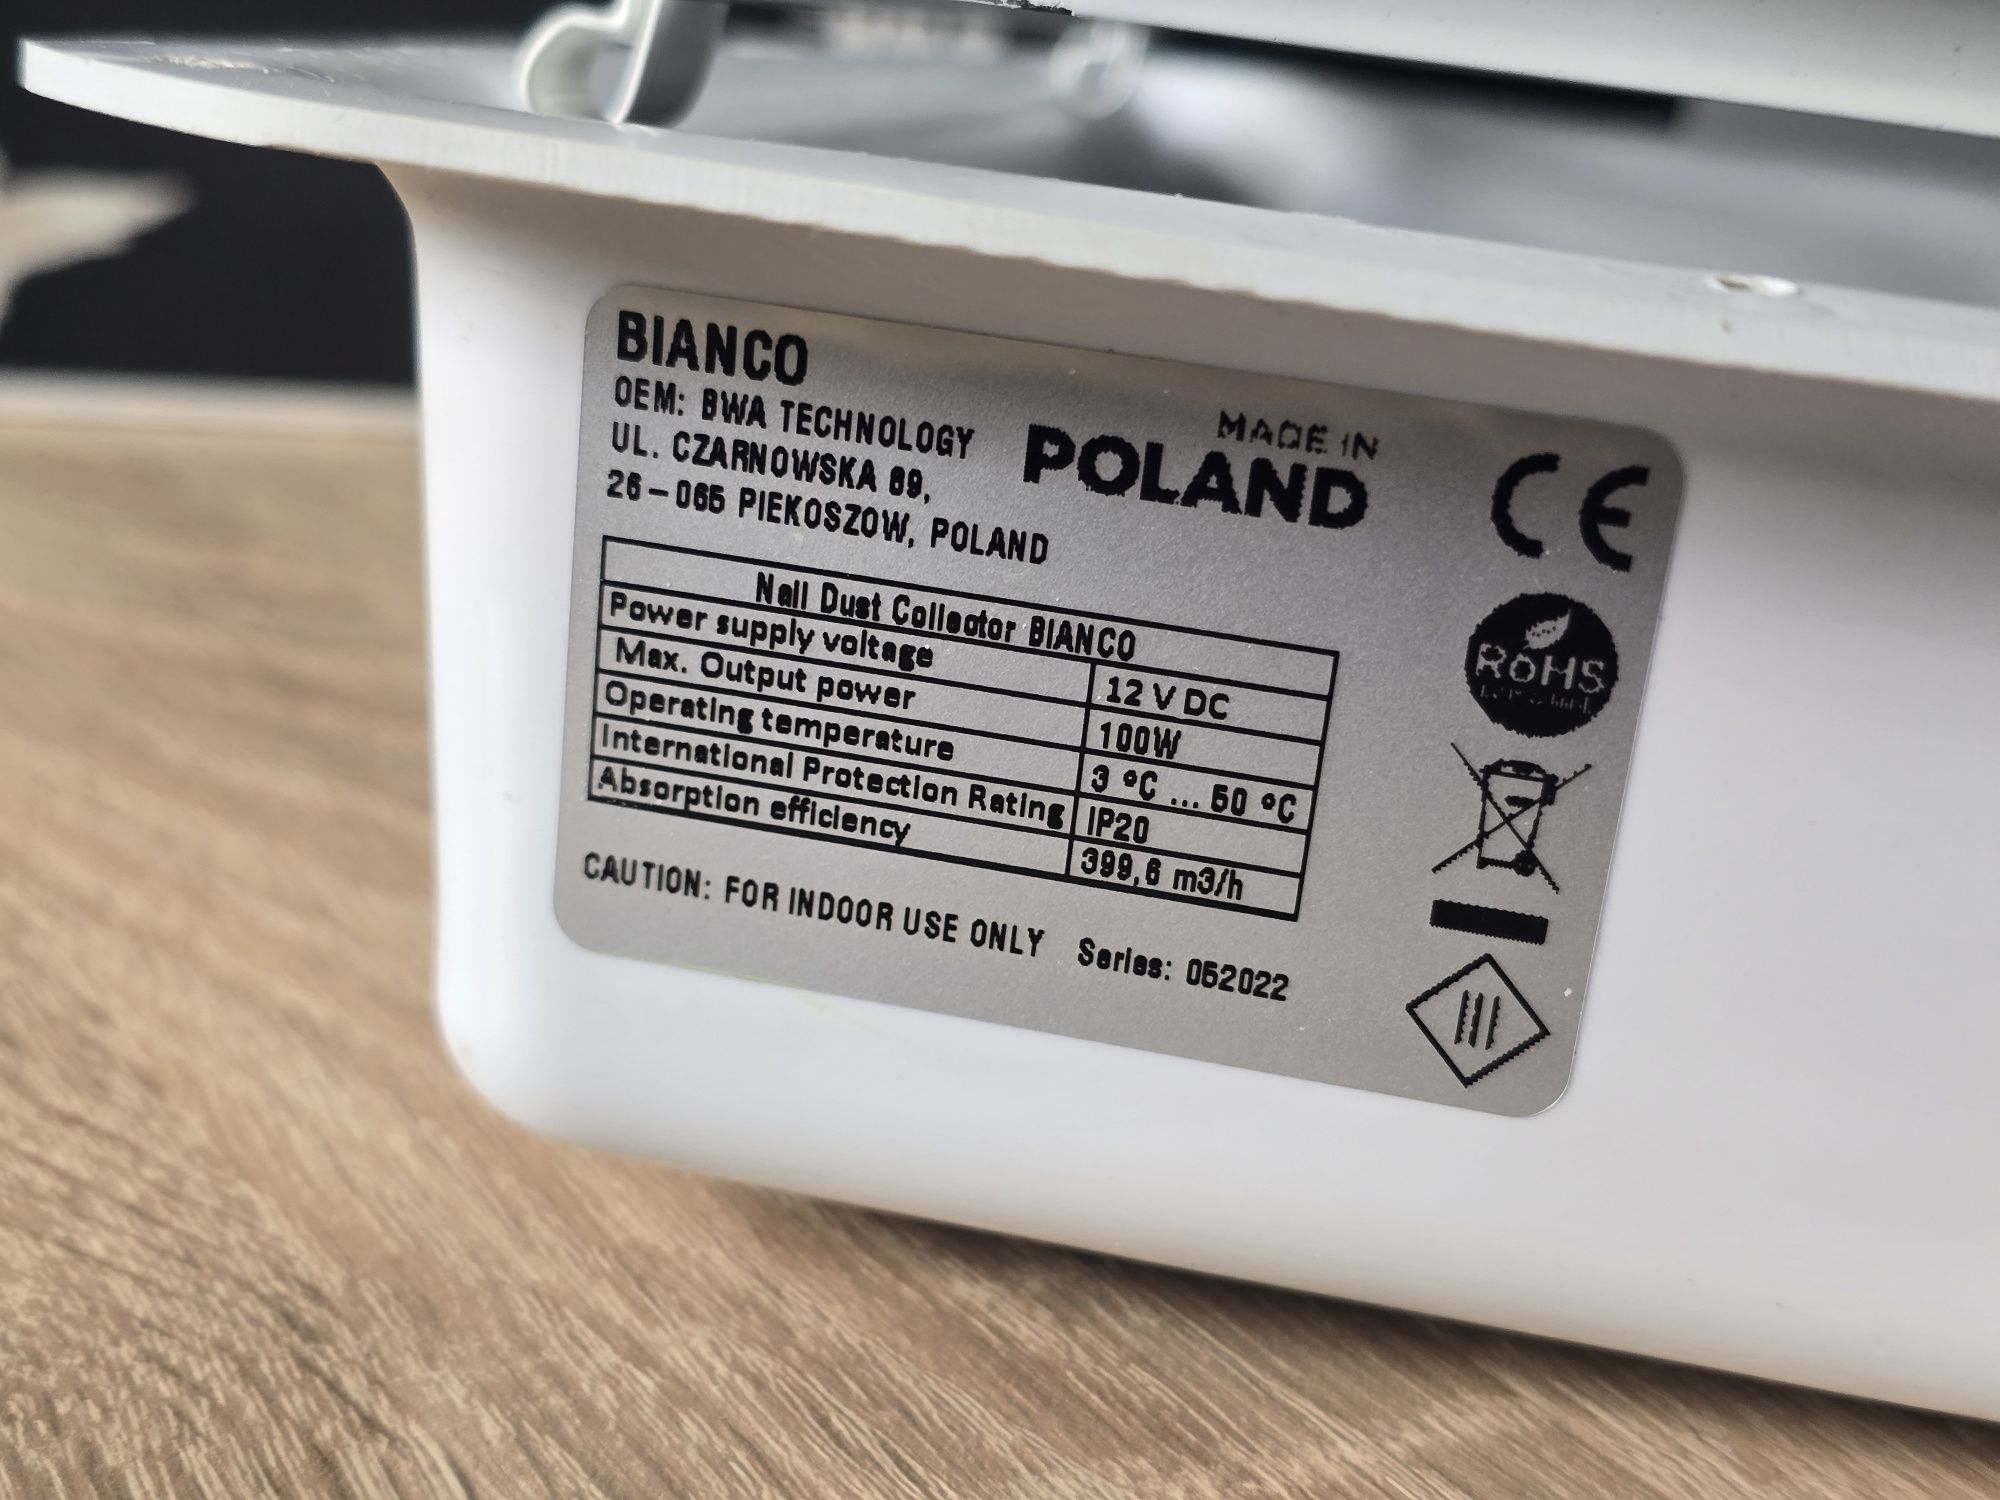 BIANCO
OEM: BWA TECHNOLOGY
UL. CZARNOWSKA 69,
26-065 PIEKOSZOW, POLAND
MADE IN
POLAND
CE
RoHS
Nail Dust Collector BIANCO
Power supply voltage 12 V DC
Max. Output power 100W
Operating temperature 3 ºC ... 50 ºC
International Protection Rating IP20
Absorption efficiency 399,6 m3/h
CAUTION: FOR INDOOR USE ONLY Series: 052022